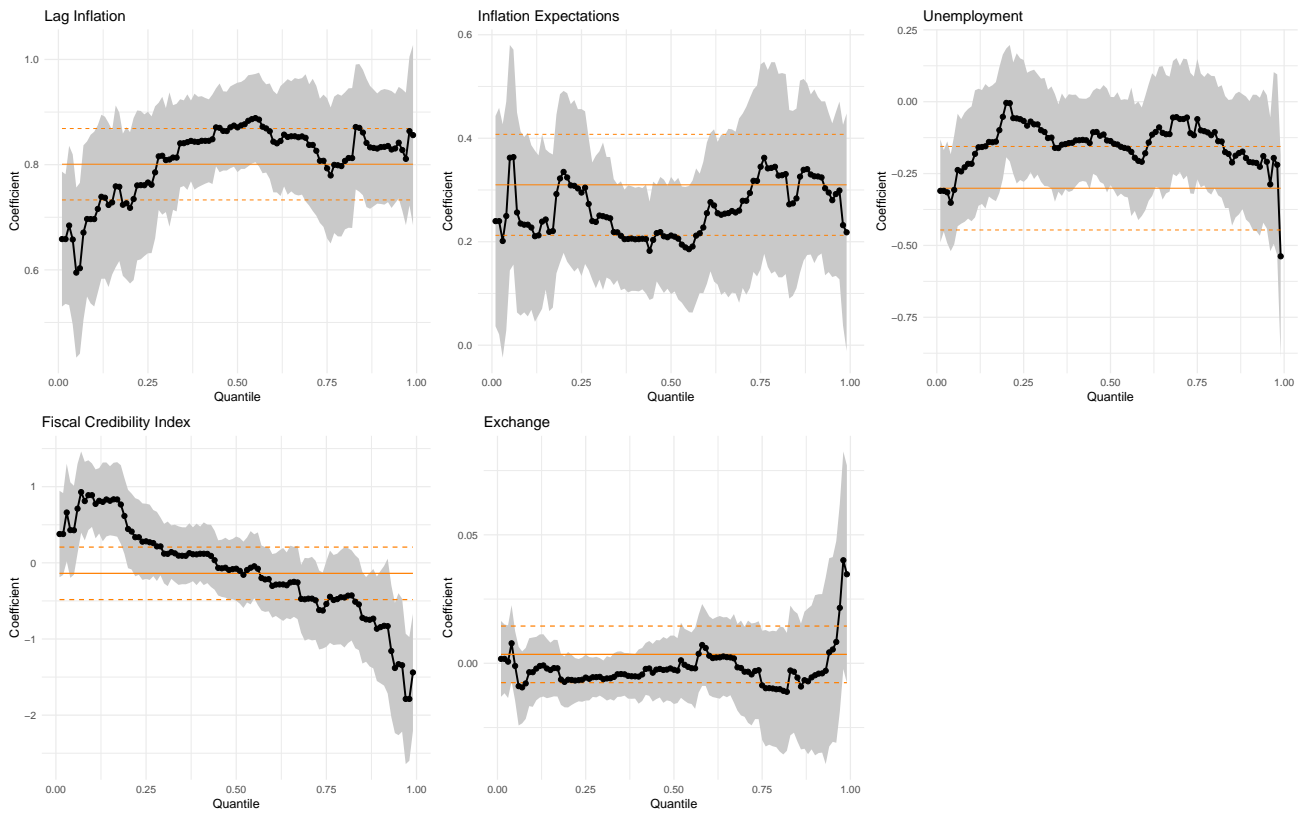 Lag Inflation
Coefficient
1.0
0.8
0.6
0.00 0.25 0.50 0.75 1.00
Quantile
Inflation Expectations
Coefficient
0.6
0.4
0.2
0.0
0.00 0.25 0.50 0.75 1.00
Quantile
Unemployment
Coefficient
0.25
0.00
−0.25
−0.50
−0.75
0.00 0.25 0.50 0.75 1.00
Quantile
Fiscal Credibility Index
Coefficient
1
0
−1
−2
0.00 0.25 0.50 0.75 1.00
Quantile
Exchange
Coefficient
0.05
0.00
0.00 0.25 0.50 0.75 1.00
Quantile